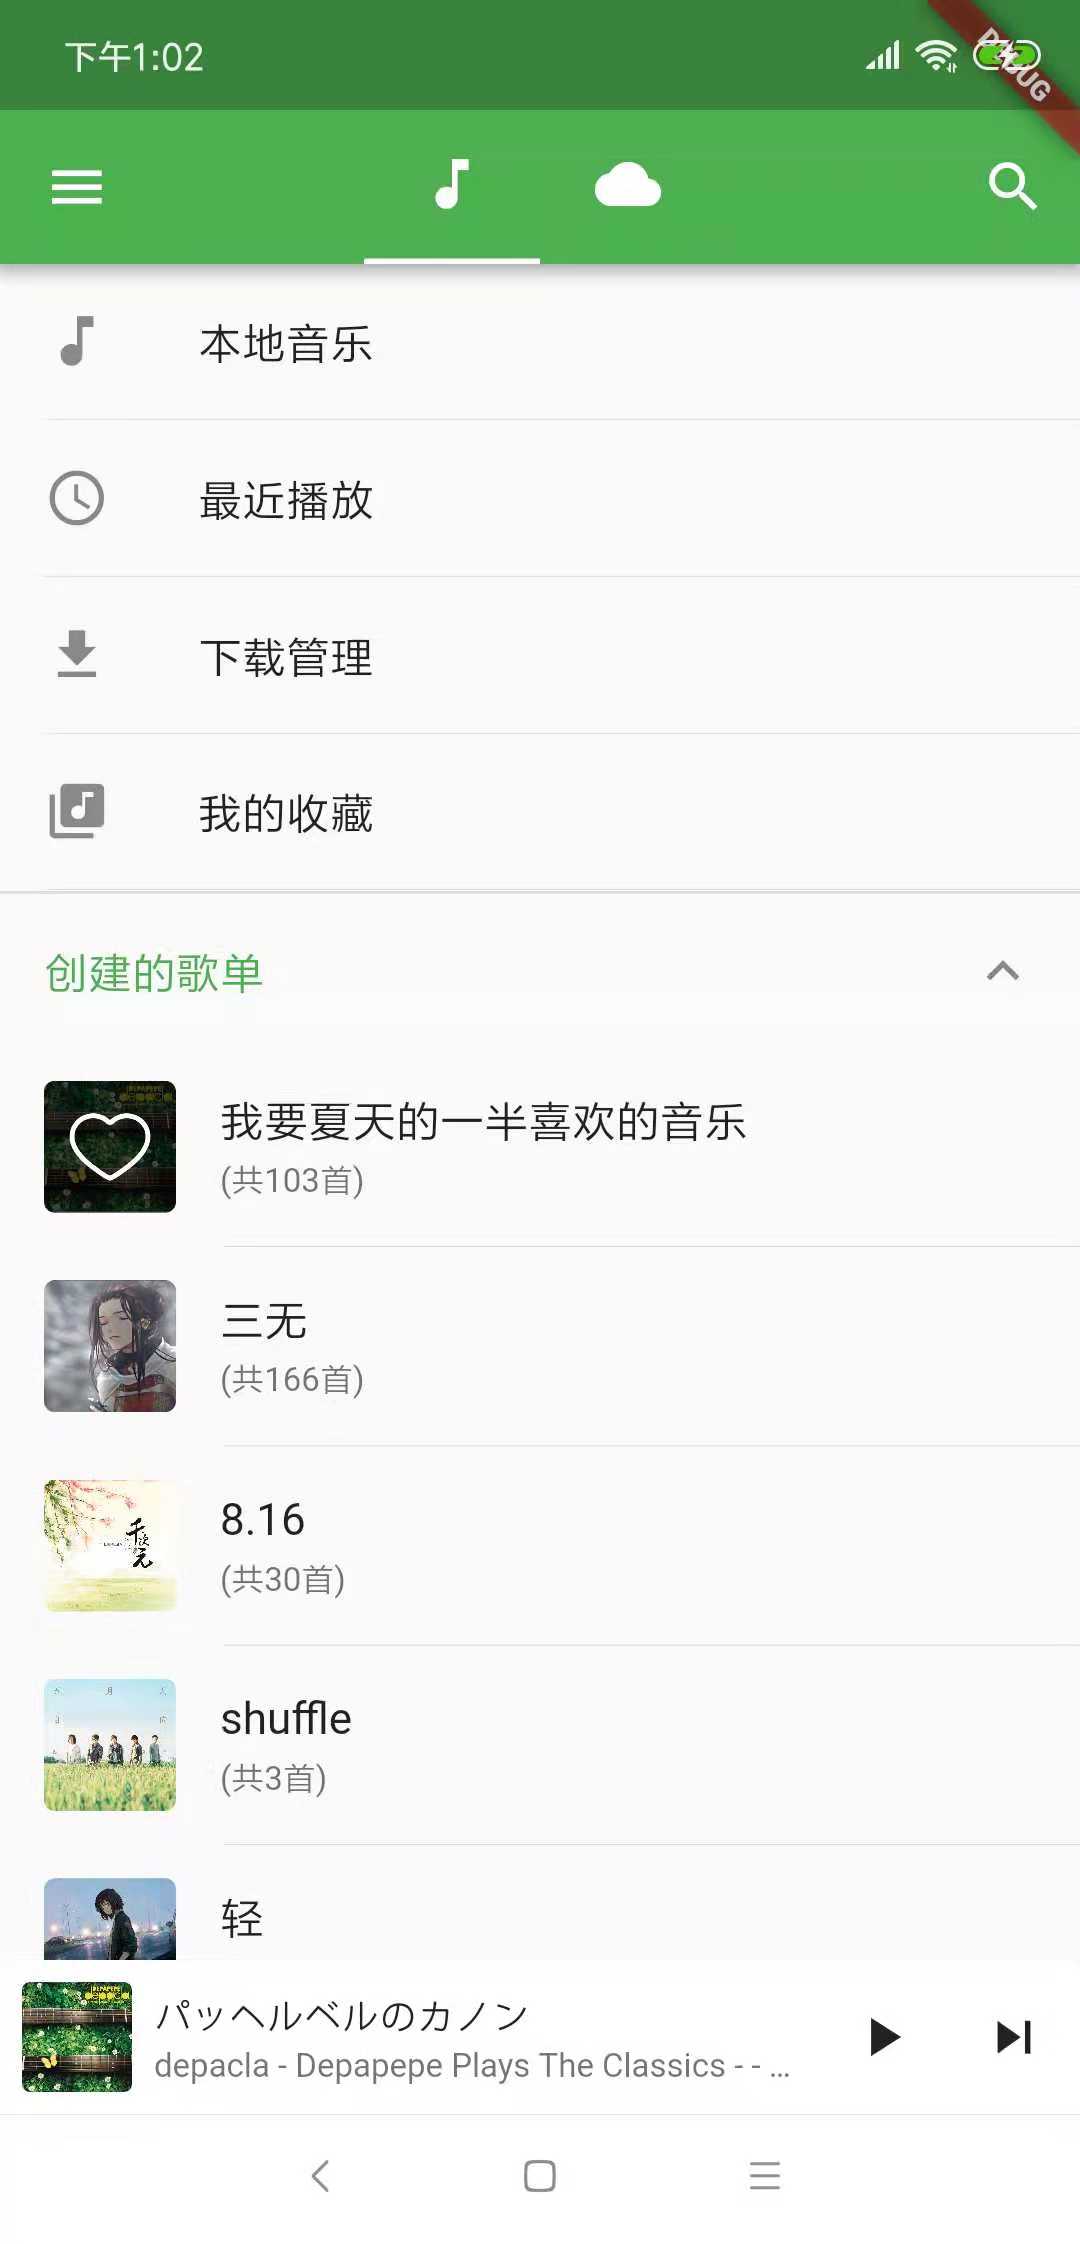 下午1:02
DEBUG
本地音乐
最近播放
下载管理
我的收藏
创建的歌单
我要夏天的一半喜欢的音乐
(共103首)
三无
(共166首)
8.16
(共30首)
shuffle
(共3首)
轻
パッヘルベルのカノン
depacla - Depapepe Plays The Classics - - ...